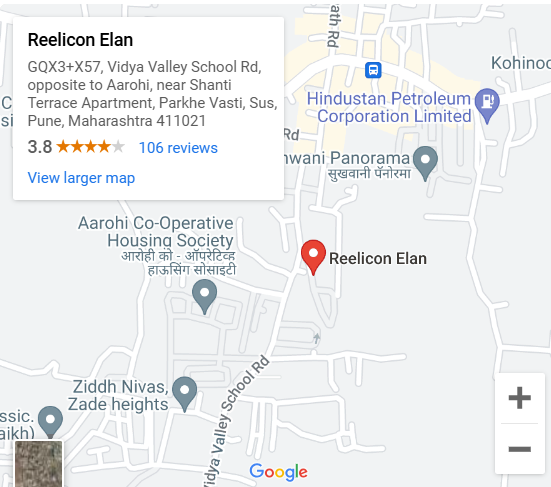 Reelicon Elan
GQX3+X57, Vidya Valley School Rd,
opposite to Aarohi, near Shanti
Terrace Apartment, Parkhe Vasti, Sus,
Pune, Maharashtra 411021
3.8 106 reviews
View larger map
ath Rd
Kohinoo
Hindustan Petroleum
Corporation Limited
Rd
hwani Panorama
सुखवानी पॅनोरमा
Aarohi Co-Operative
Housing Society
आरोही को - ऑपरेटिव्ह
हाऊसिंग सोसाइटी
Reelicon Elan
Ziddh Nivas,
Zade heights
Vidya Valley School Rd
ssic.
aikh)
Google